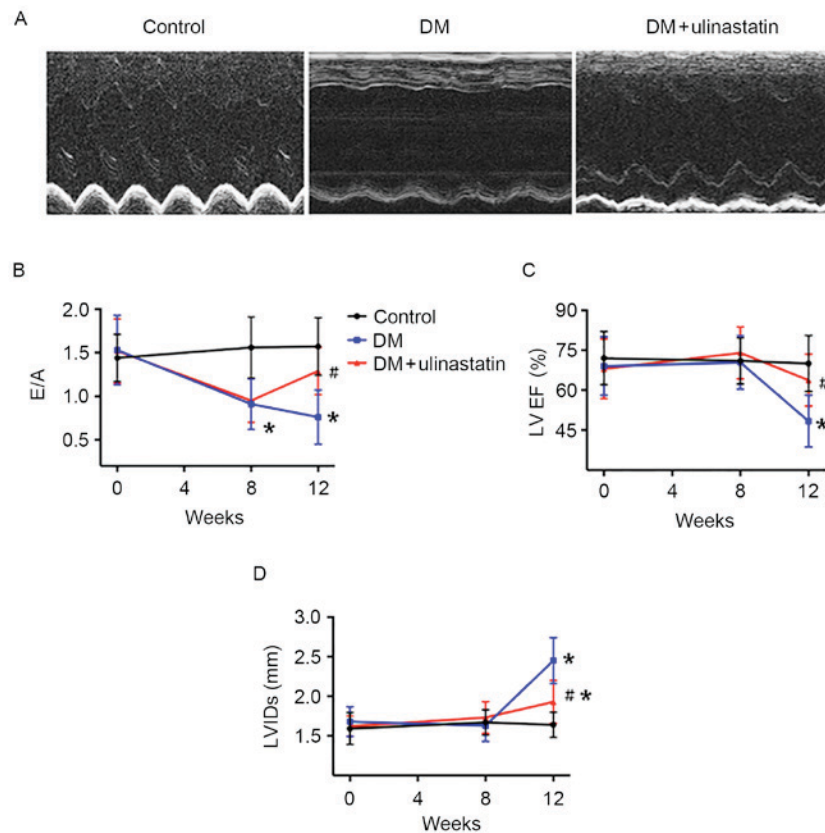 A
Control DM DM+ulinastatin
B
2.0
1.5
1.0
0.5
E/A
0 4 8 12
Weeks
#
*
*
Control
DM
DM+ulinastatin
C
90
75
60
45
LV EF (%)
0 4 8 12
Weeks
#
*
D
3.0
2.5
2.0
1.5
LVIDs (mm)
0 4 8 12
Weeks
*
# *